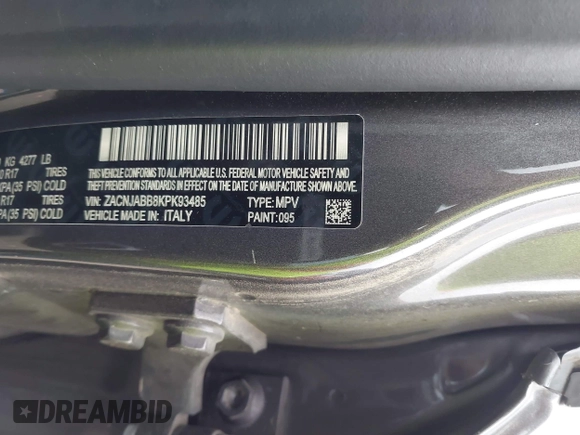 KG 4277 LB
R17 TIRES
KPA(35 PSI) COLD
R17 TIRES
PA(35 PSI) COLD
THIS VEHICLE CONFORMS TO ALL APPLICABLE U.S. FEDERAL MOTOR VEHICLE SAFETY AND
THEFT PREVENTION STANDARDS IN EFFECT ON THE DATE OF MANUFACTURE SHOWN ABOVE.
VIN: ZACNJABB8KPK93485 TYPE: MPV
VEHICLE MADE IN: ITALY PAINT: 095
DREAMBID